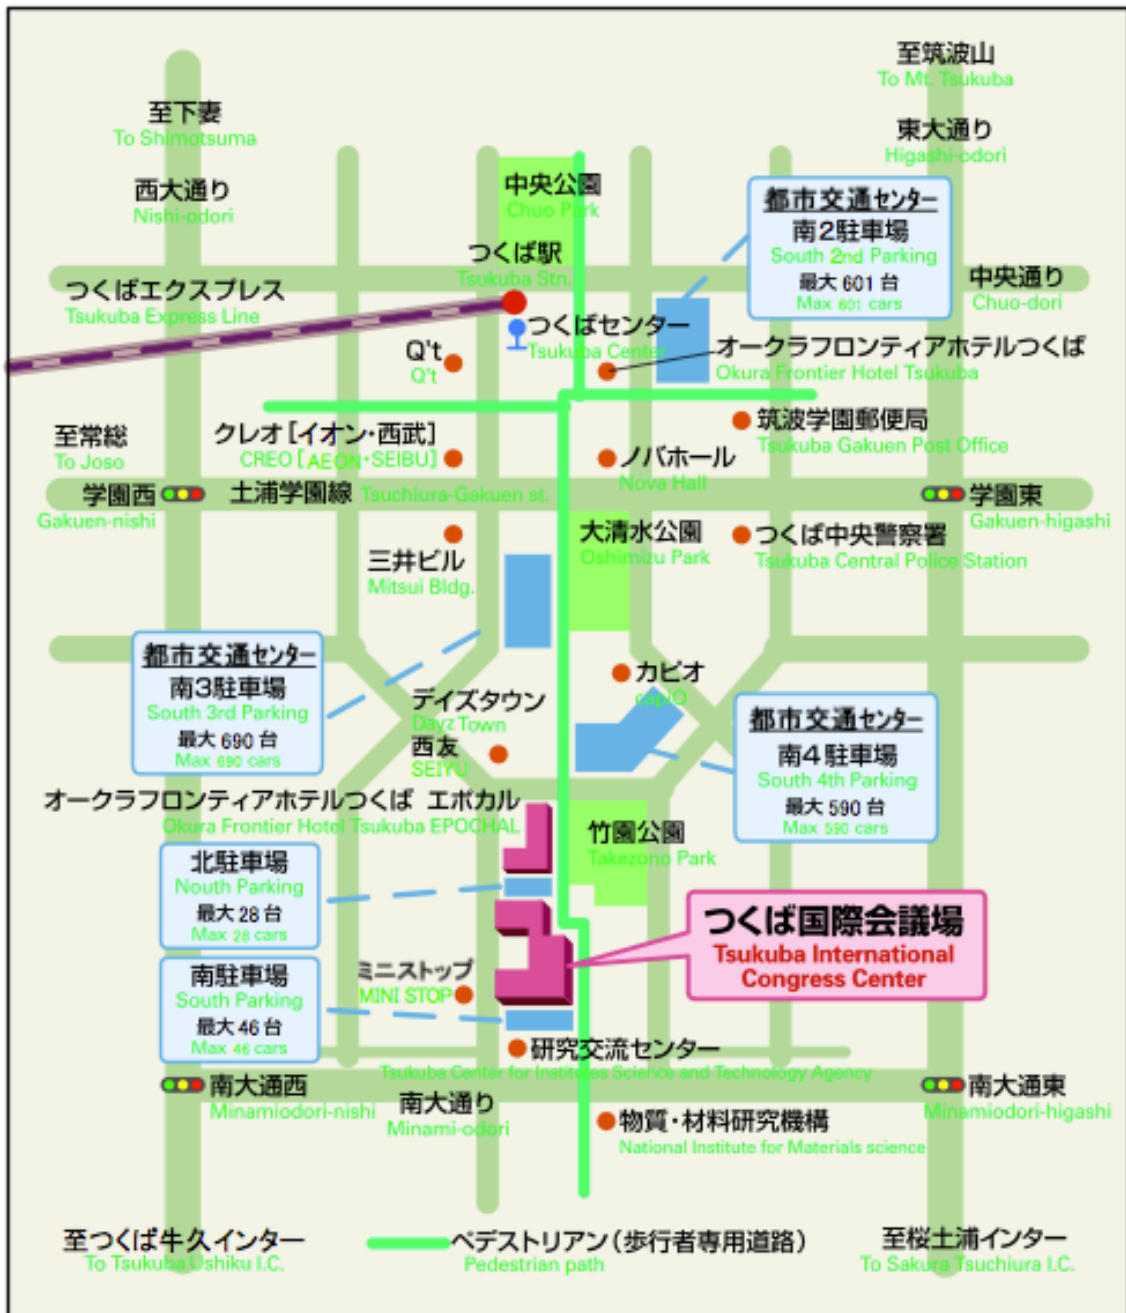 至筑波山
To Mt. Tsukuba
至下妻
To Shimotsuma
東大通り
Higashi-odori
西大通り
Nishi-odori
中央公園
Chuo Park
都市交通センター
南2駐車場
South 2nd Parking
最大 601 台
Max 601 cars
つくば駅
Tsukuba Stn.
中央通り
Chuo-dori
つくばエクスプレス
Tsukuba Express Line
つくばセンター
Tsukuba Center
Q't
Q't
オークラフロンティアホテルつくば
Okura Frontier Hotel Tsukuba
至常総
To Joso
クレオ [イオン・西武]
CREO [AEON・SEIBU]
筑波学園郵便局
Tsukuba Gakuen Post Office
ノバホール
Nova Hall
学園西
Gakuen-nishi
土浦学園線 Tsuchiura-Gakuen st.
学園東
Gakuen-higashi
三井ビル
Mitsui Bldg.
大清水公園
Oshimizu Park
つくば中央警察署
Tsukuba Central Police Station
都市交通センター
南3駐車場
South 3rd Parking
最大 690 台
Max 690 cars
カピオ
capiO
デイズタウン
Dayz Town
西友
SEIYU
都市交通センター
南4駐車場
South 4th Parking
最大 590 台
Max 590 cars
オークラフロンティアホテルつくば エポカル
Okura Frontier Hotel Tsukuba EPOCHAL
竹園公園
Takezono Park
北駐車場
Nouth Parking
最大 28 台
Max 28 cars
つくば国際会議場
Tsukuba International
Congress Center
南駐車場
South Parking
最大 46 台
Max 46 cars
ミニストップ
MINI STOP
研究交流センター
Tsukuba Center for Institutes Science and Technology Agency
南大通西
Minamiodori-nishi
南大通り
Minami-odori
南大通東
Minamiodori-higashi
物質・材料研究機構
National Institute for Materials science
至つくば牛久インター
To Tsukuba Ushiku I.C.
ペデストリアン(歩行者専用道路)
Pedestrian path
至桜土浦インター
To Sakura Tsuchiura I.C.